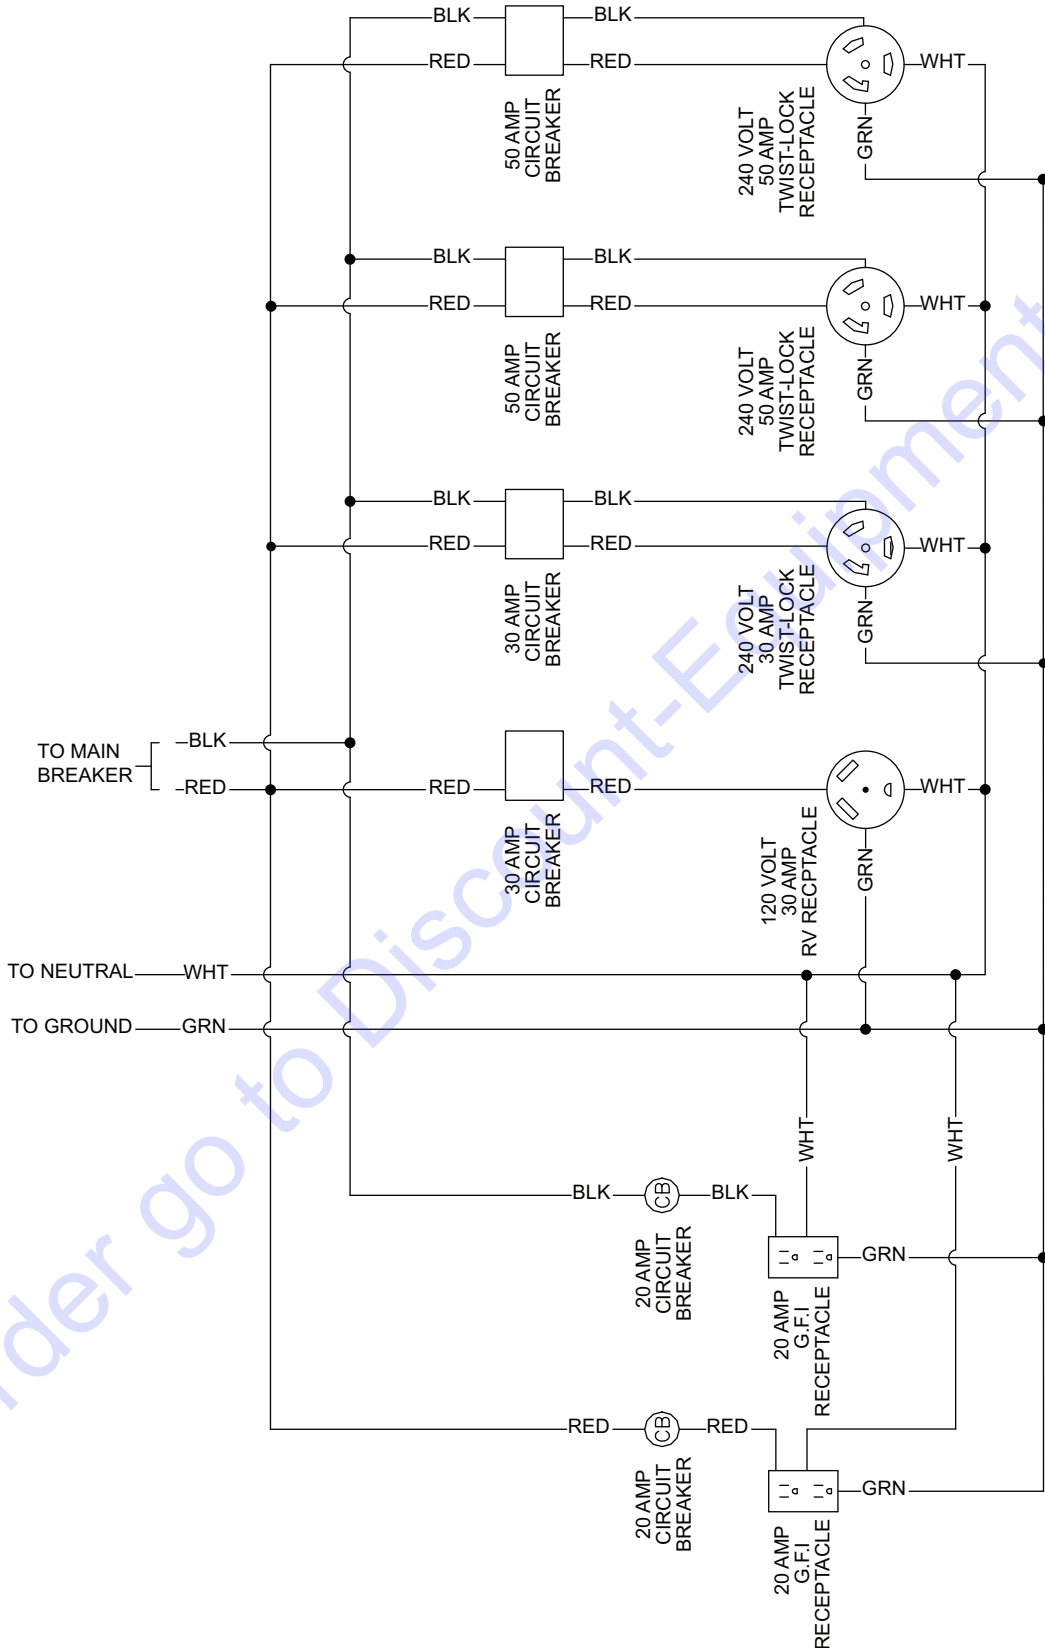 BLK
BLK
RED
RED
WHT
50 AMP
CIRCUIT
BREAKER
240 VOLT
50 AMP
TWIST-LOCK
RECEPTACLE
GRN
BLK
BLK
RED
RED
WHT
50 AMP
CIRCUIT
BREAKER
240 VOLT
50 AMP
TWIST-LOCK
RECEPTACLE
GRN
BLK
BLK
RED
RED
WHT
30 AMP
CIRCUIT
BREAKER
240 VOLT
30 AMP
TWIST-LOCK
RECEPTACLE
GRN
TO MAIN
BREAKER
BLK
RED
RED
RED
WHT
30 AMP
CIRCUIT
BREAKER
120 VOLT
30 AMP
RV RECPTACLE
GRN
TO NEUTRAL
WHT
TO GROUND
GRN
WHT
WHT
BLK
CB
BLK
20 AMP
CIRCUIT
BREAKER
GRN
20 AMP
G.F.I
RECEPTACLE
RED
CB
RED
20 AMP
CIRCUIT
BREAKER
GRN
20 AMP
G.F.I
RECEPTACLE
rder go to Discount-Equipment